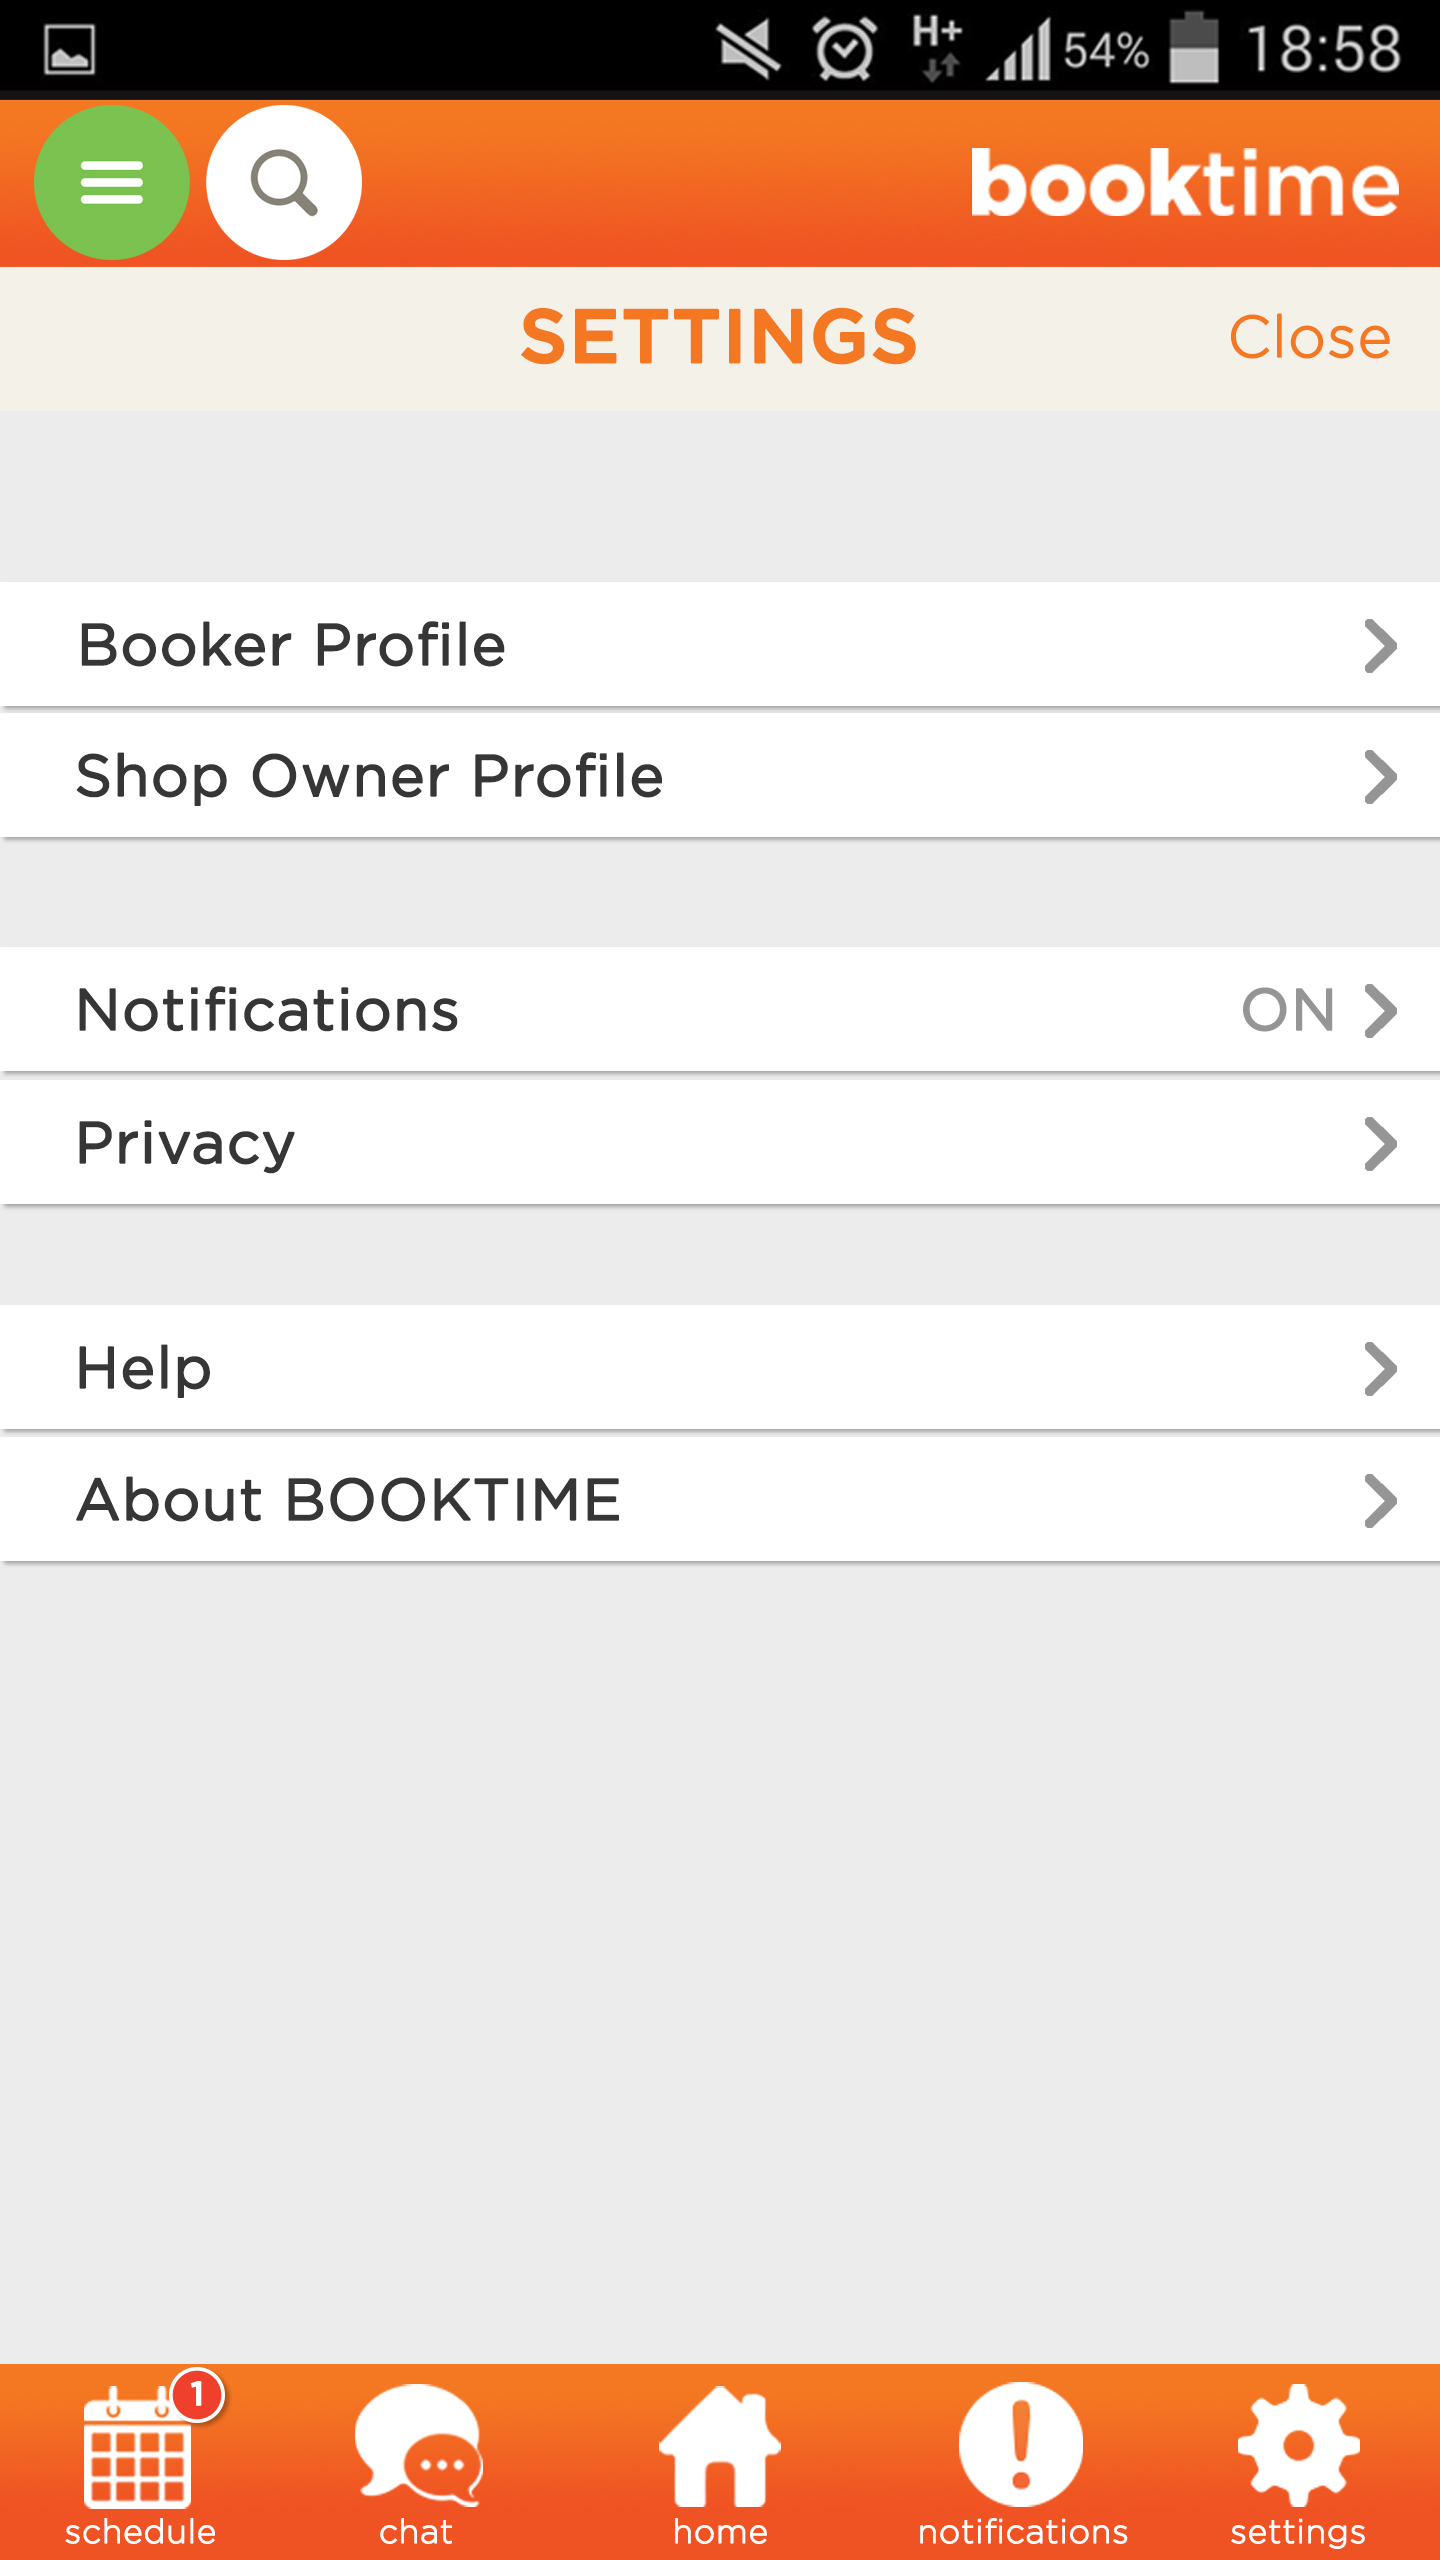 H+ 54% 18:58
booktime
SETTINGS Close
Booker Profile
Shop Owner Profile
Notifications ON
Privacy
Help
About BOOKTIME
1
schedule chat home notifications settings